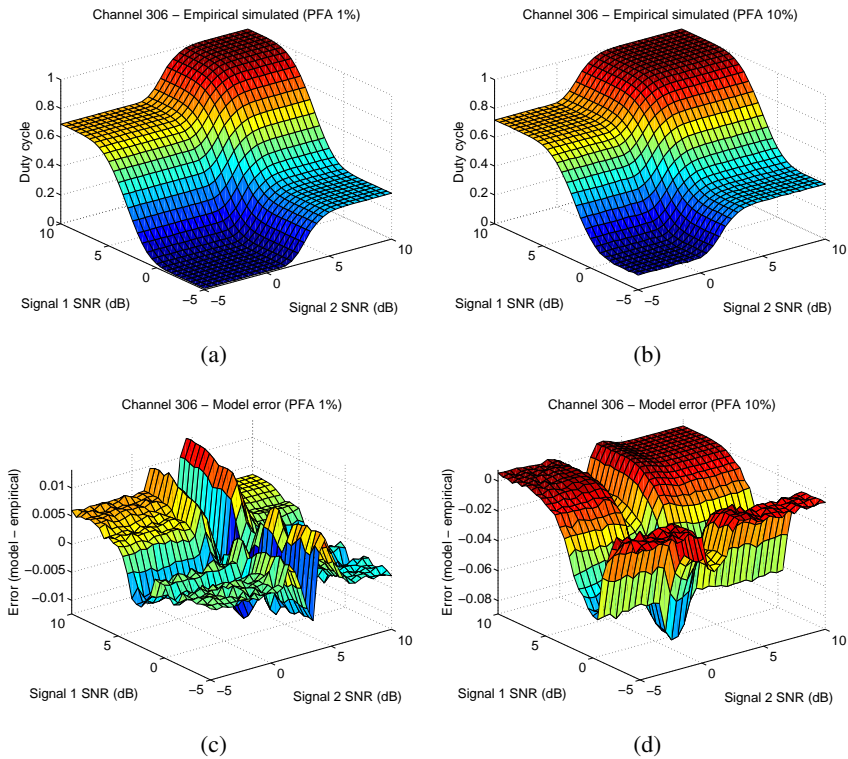 Channel 306 − Empirical simulated (PFA 1%)
1
0.8
0.6
0.4
0.2
0
Duty cycle
10
5
0
−5
Signal 1 SNR (dB)
−5
0
5
10
Signal 2 SNR (dB)
(a)
Channel 306 − Empirical simulated (PFA 10%)
1
0.8
0.6
0.4
0.2
0
Duty cycle
10
5
0
−5
Signal 1 SNR (dB)
−5
0
5
10
Signal 2 SNR (dB)
(b)
Channel 306 − Model error (PFA 1%)
0.01
0.005
0
−0.005
−0.01
Error (model − empirical)
10
5
0
−5
Signal 1 SNR (dB)
−5
0
5
10
Signal 2 SNR (dB)
(c)
Channel 306 − Model error (PFA 10%)
0
−0.02
−0.04
−0.06
−0.08
Error (model − empirical)
10
5
0
−5
Signal 1 SNR (dB)
−5
0
5
10
Signal 2 SNR (dB)
(d)